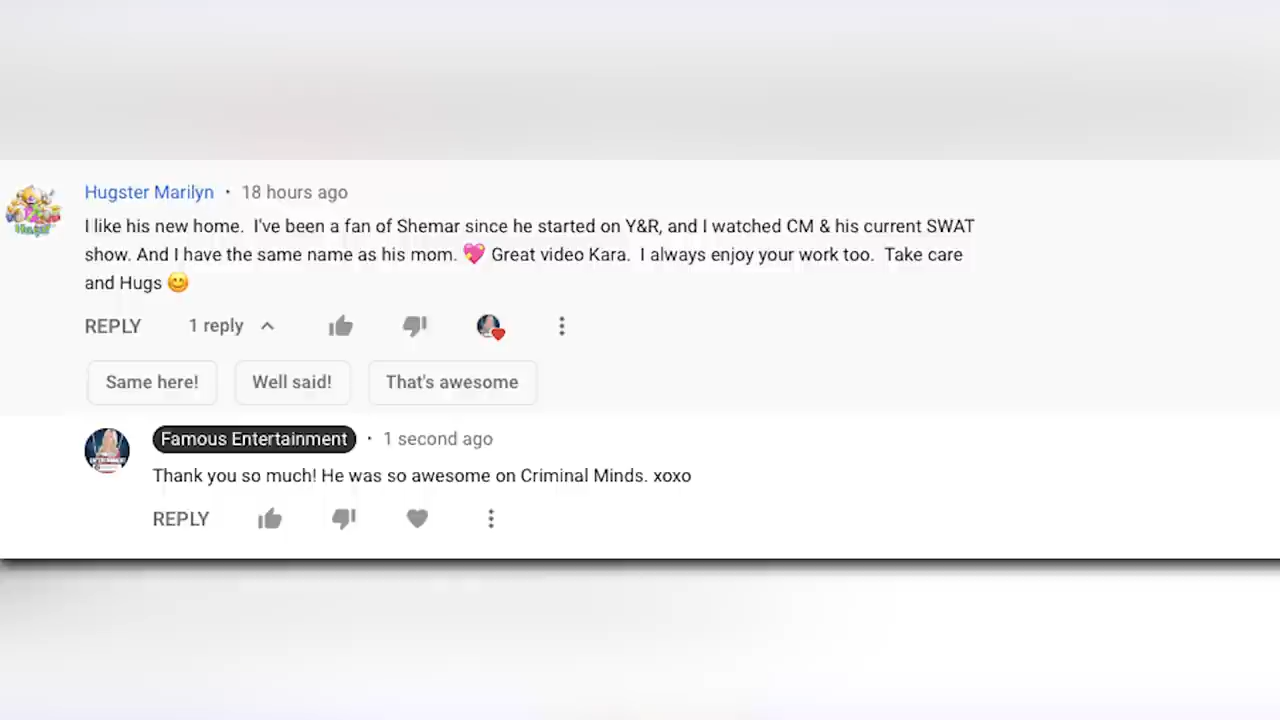 Hugster Marilyn • 18 hours ago
I like his new home. I've been a fan of Shemar since he started on Y&R, and I watched CM & his current SWAT
show. And I have the same name as his mom. 💖 Great video Kara. I always enjoy your work too. Take care
and Hugs 😊
REPLY 1 reply
Same here! Well said! That's awesome
Famous Entertainment • 1 second ago
Thank you so much! He was so awesome on Criminal Minds. xoxo
REPLY